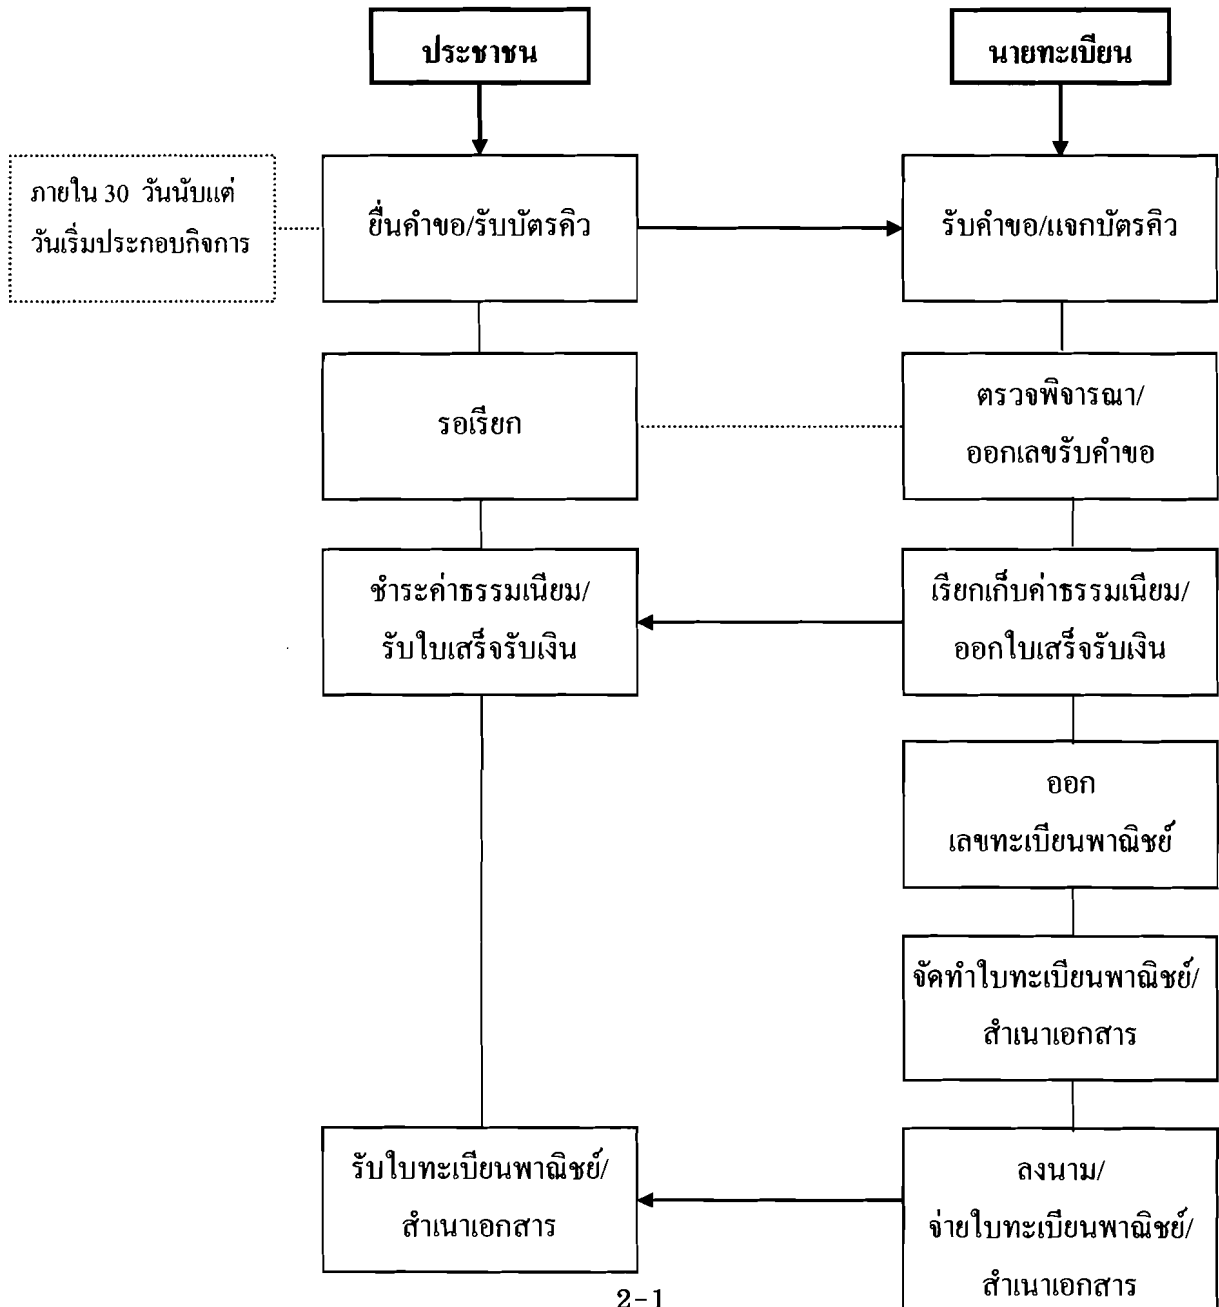 ประชาชน
นายทะเบียน
ภายใน 30 วันนับแต่
วันเริ่มประกอบกิจการ
ยื่นคำขอ/รับบัตรคิว
รับคำขอ/แจกบัตรคิว
รอเรียก
ตรวจพิจารณา/
ออกเลขรับคำขอ
ชำระค่าธรรมเนียม/
รับใบเสร็จรับเงิน
เรียกเก็บค่าธรรมเนียม/
ออกใบเสร็จรับเงิน
ออก
เลขทะเบียนพาณิชย์
จัดทำใบทะเบียนพาณิชย์/
สำเนาเอกสาร
รับใบทะเบียนพาณิชย์/
สำเนาเอกสาร
ลงนาม/
จ่ายใบทะเบียนพาณิชย์/
สำเนาเอกสาร
2-1